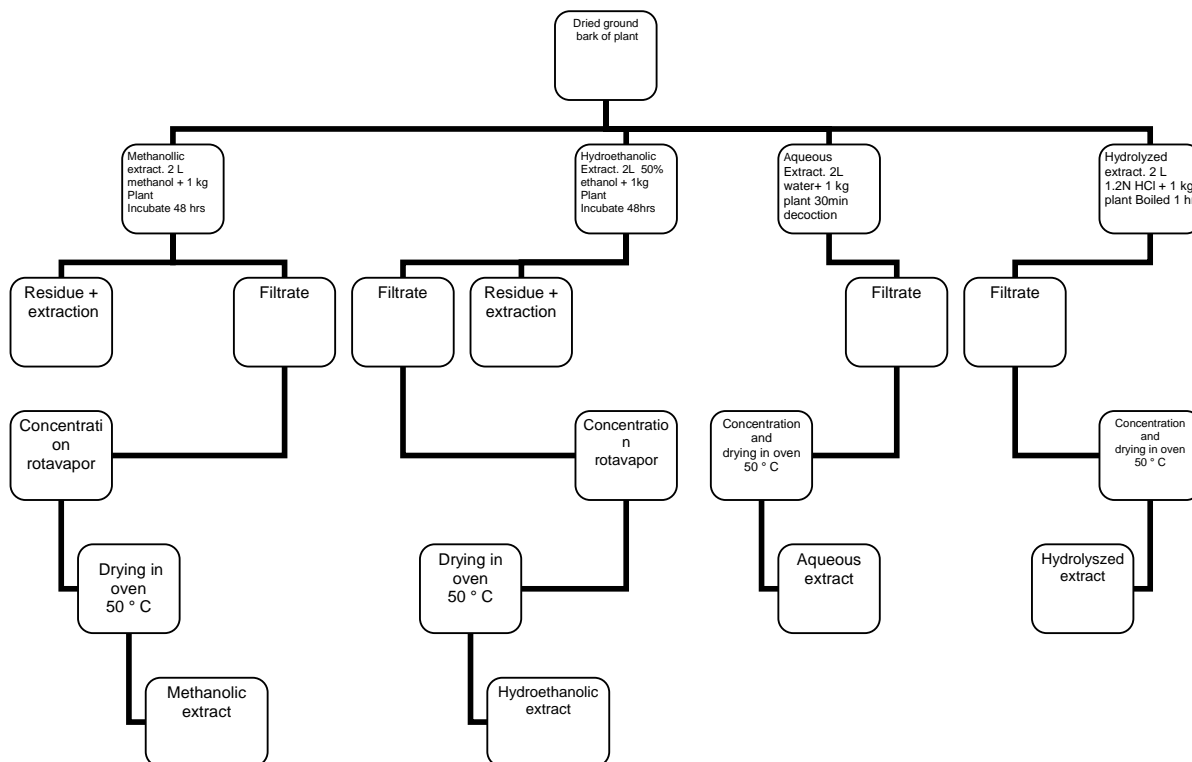 Dried ground
bark of plant
Methanollic
extract. 2 L
methanol + 1 kg
Plant
Incubate 48 hrs
Hydroethanolic
Extract. 2L 50%
ethanol + 1kg
Plant
Incubate 48hrs
Aqueous
Extract. 2L
water+ 1 kg
plant 30min
decoction
Hydrolyzed
extract. 2 L
1.2N HCl + 1 kg
plant Boiled 1 hr
Residue +
extraction
Filtrate
Filtrate
Residue +
extraction
Filtrate
Filtrate
Concentrati
on
rotavapor
Concentratio
n
rotavapor
Concentration
and
drying in oven
50 ° C
Concentration
and
drying in oven
50 ° C
Drying in
oven
50 ° C
Drying in
oven
50 ° C
Aqueous
extract
Hydrolyszed
extract
Methanolic
extract
Hydroethanolic
extract